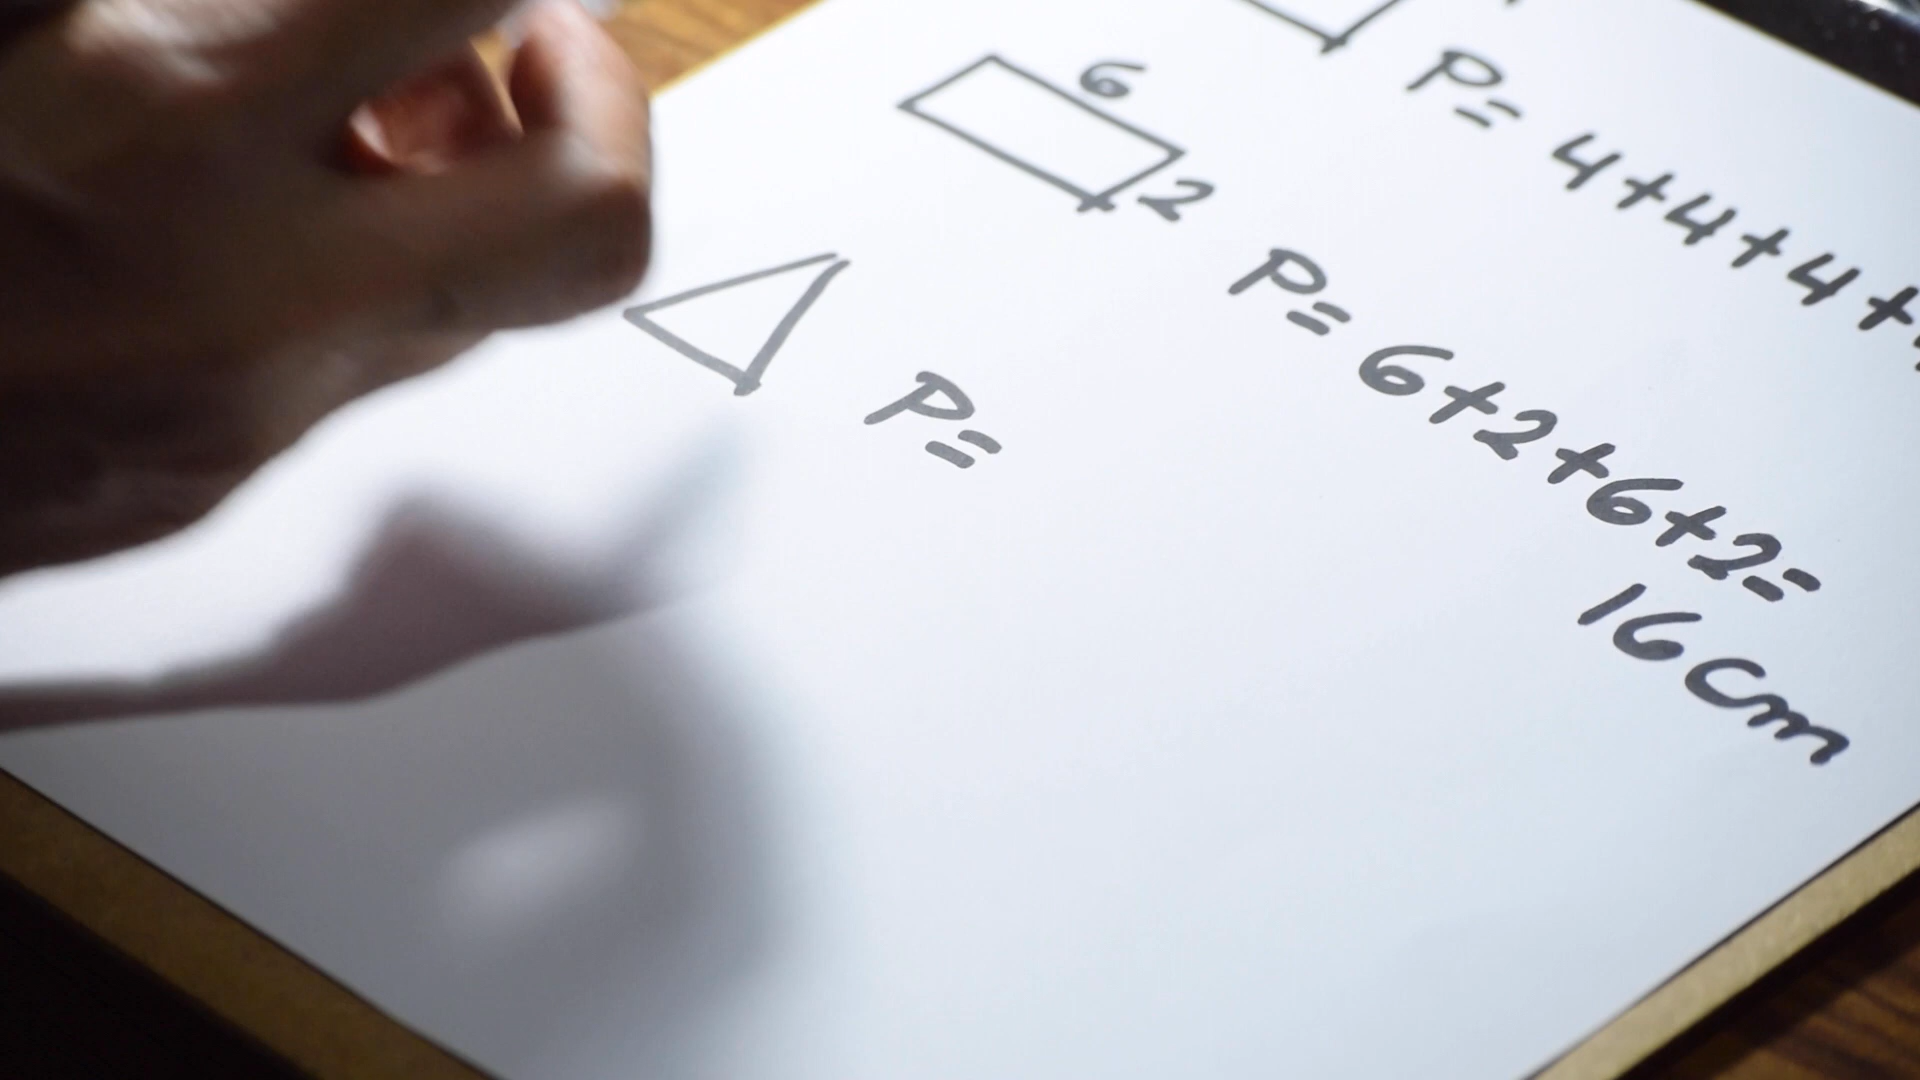 P= 4+4+4+
6
2
P= 6+2+6+2=
16cm
P=